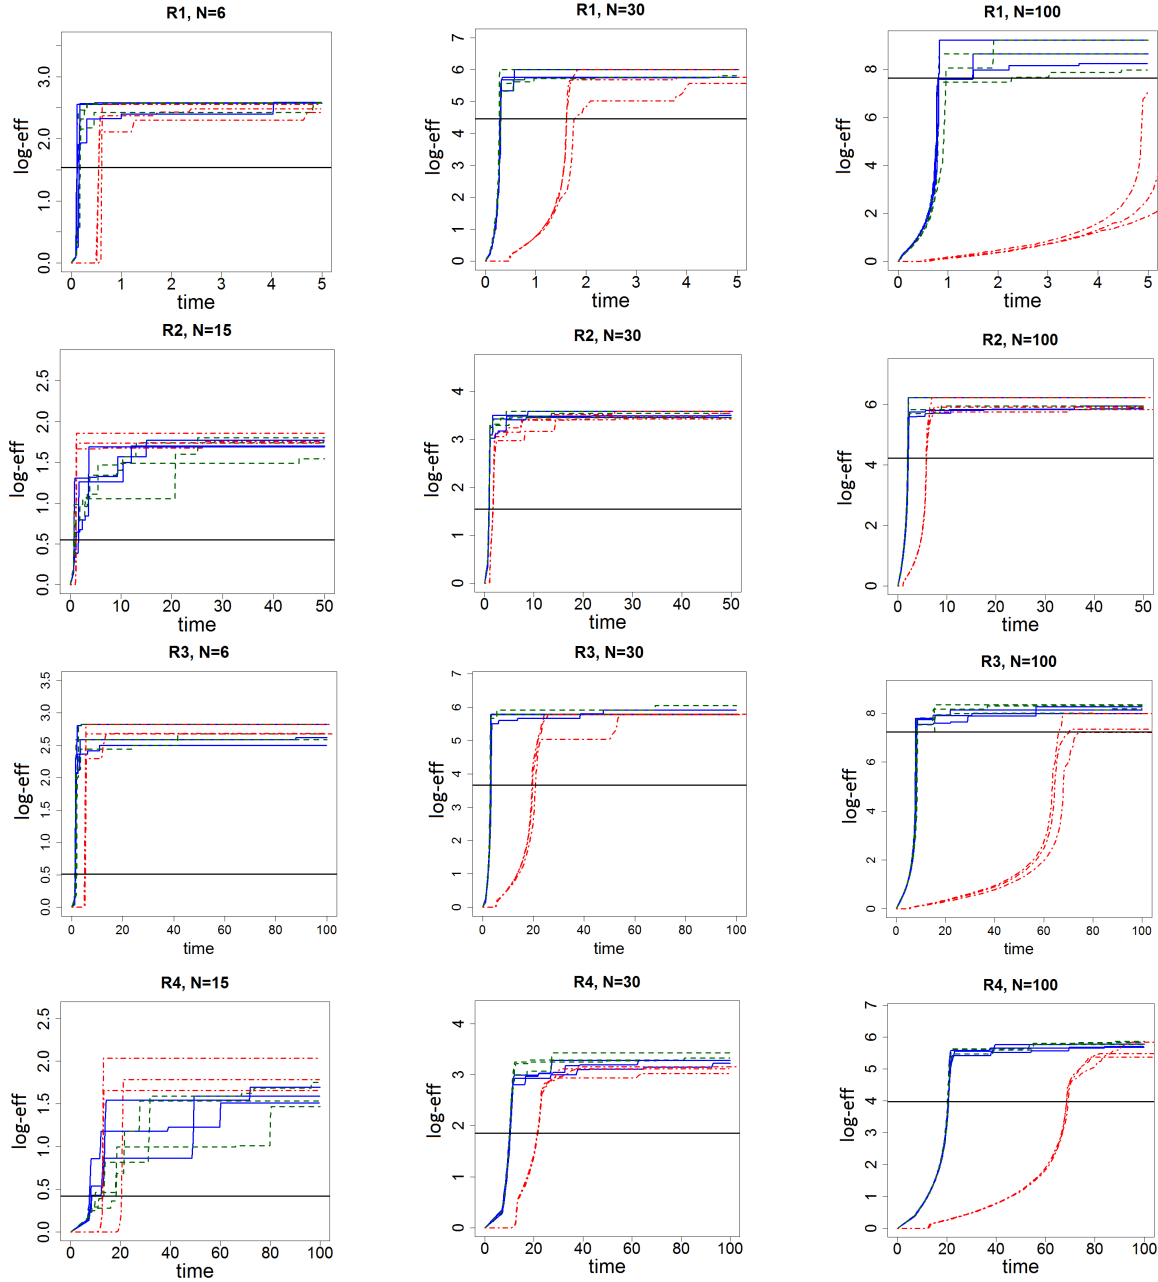 R1, N=6
R1, N=30
R1, N=100
log-eff
0.0 1.0 2.0 3.0
log-eff
0 1 2 3 4 5 6 7
log-eff
0 2 4 6 8
0 1 2 3 4 5
0 1 2 3 4 5
0 1 2 3 4 5
time
time
time
R2, N=15
R2, N=30
R2, N=100
log-eff
0.0 0.5 1.0 1.5 2.0 2.5
log-eff
0 1 2 3 4
log-eff
0 2 4 6
0 10 20 30 40 50
0 10 20 30 40 50
0 10 20 30 40 50
time
time
time
R3, N=6
R3, N=30
R3, N=100
log-eff
0.0 0.5 1.0 1.5 2.0 2.5 3.0 3.5
log-eff
0 1 2 3 4 5 6 7
log-eff
0 2 4 6 8
0 20 40 60 80 100
0 20 40 60 80 100
0 20 40 60 80 100
time
time
time
R4, N=15
R4, N=30
R4, N=100
log-eff
0.0 0.5 1.0 1.5 2.0 2.5
log-eff
0 1 2 3 4
log-eff
0 1 2 3 4 5 6 7
0 20 40 60 80 100
0 20 40 60 80 100
0 20 40 60 80 100
time
time
time